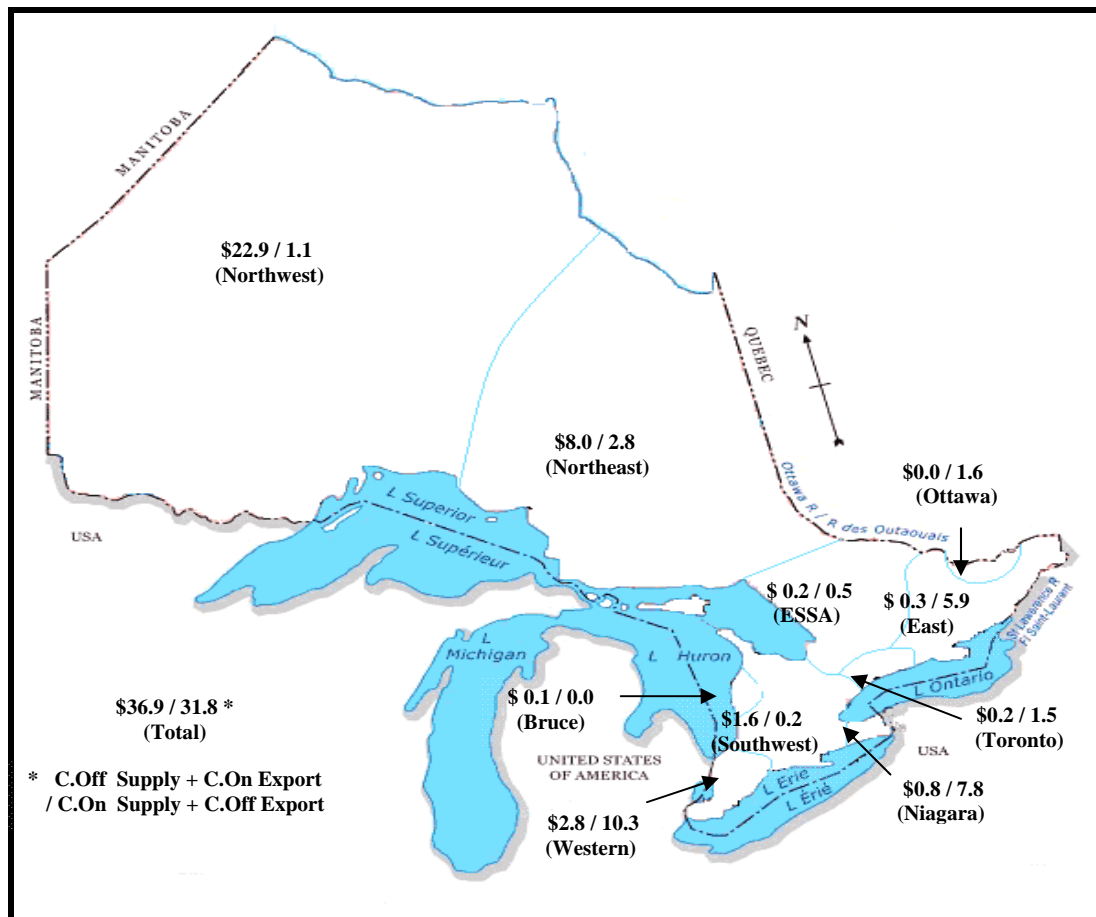 MANITOBA
MANITOBA
$22.9 / 1.1
(Northwest)
N
QUEBEC
$8.0 / 2.8
(Northeast)
$0.0 / 1.6
(Ottawa)
Ottawa R / R des Outaouais
L Superior
L Supérieur
USA
$ 0.2 / 0.5
(ESSA)
$ 0.3 / 5.9
(East)
St Lawerence R
Fl Saint-Laurent
L
Michigan
L Huron
L Ontario
$36.9 / 31.8 *
(Total)
$ 0.1 / 0.0
(Bruce)
$1.6 / 0.2
(Southwest)
$0.2 / 1.5
(Toronto)
USA
UNITED STATES
OF AMERICA
* C.Off Supply + C.On Export
/ C.On Supply + C.Off Export
L Erie
L Érié
$0.8 / 7.8
(Niagara)
$2.8 / 10.3
(Western)